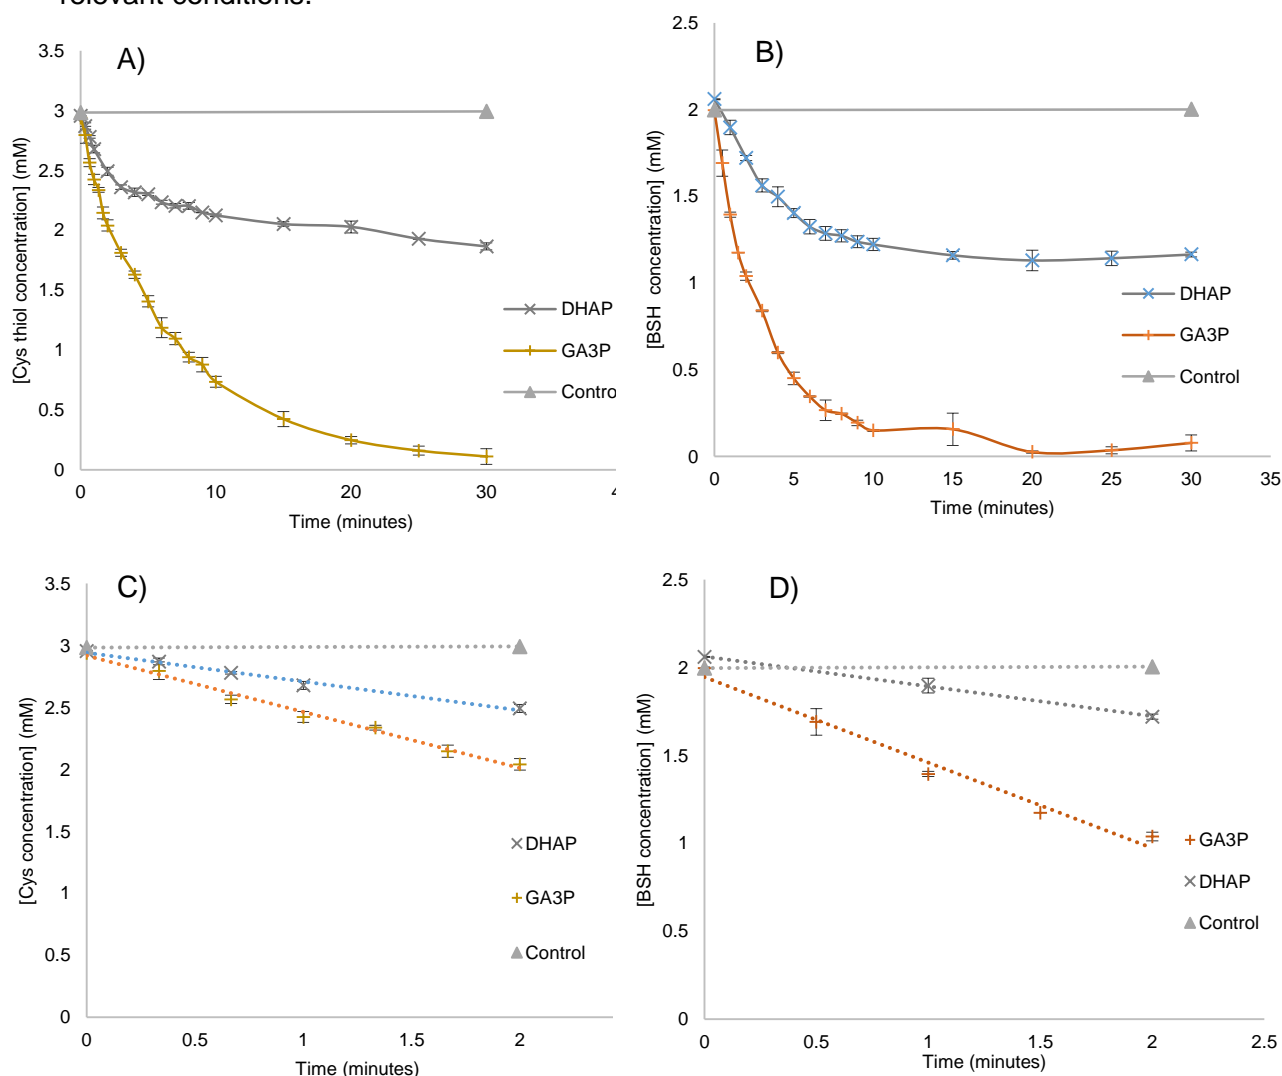 relevant conditions.
A)
3.5
3
2.5
2
1.5
1
0.5
0
[Cys thiol concentration] (mM)
0 10 20 30
Time (minutes)
DHAP
GA3P
Contro
B)
2.5
2
1.5
1
0.5
0
[BSH concentration] (mM)
0 5 10 15 20 25 30 35
Time (minutes)
DHAP
GA3P
Control
C)
3.5
3
2.5
2
1.5
1
0.5
0
[Cys concentration] (mM)
0 0.5 1 1.5 2
Time (minutes)
DHAP
GA3P
Control
D)
2.5
2
1.5
1
0.5
0
[BSH concentration] (mM)
0 0.5 1 1.5 2 2.5
Time (minutes)
GA3P
DHAP
Control